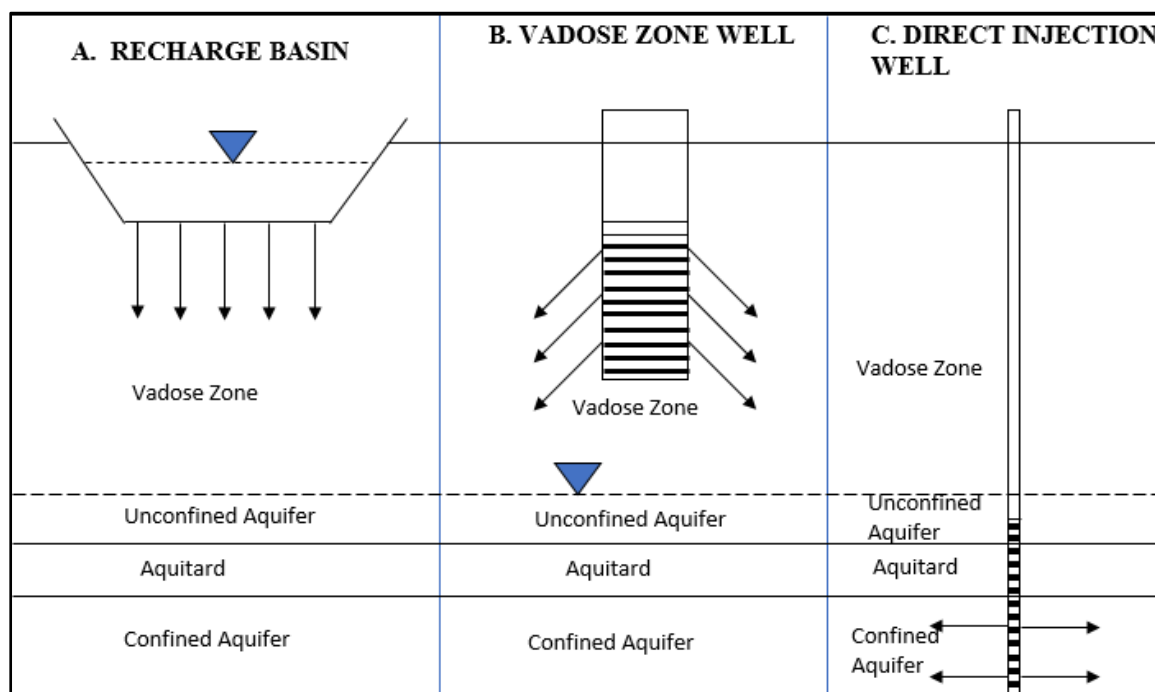 A. RECHARGE BASIN
Vadose Zone
Unconfined Aquifer
Aquitard
Confined Aquifer
B. VADOSE ZONE WELL
Vadose Zone
Unconfined Aquifer
Aquitard
Confined Aquifer
C. DIRECT INJECTION
WELL
Vadose Zone
Unconfined
Aquifer
Aquitard
Confined
Aquifer